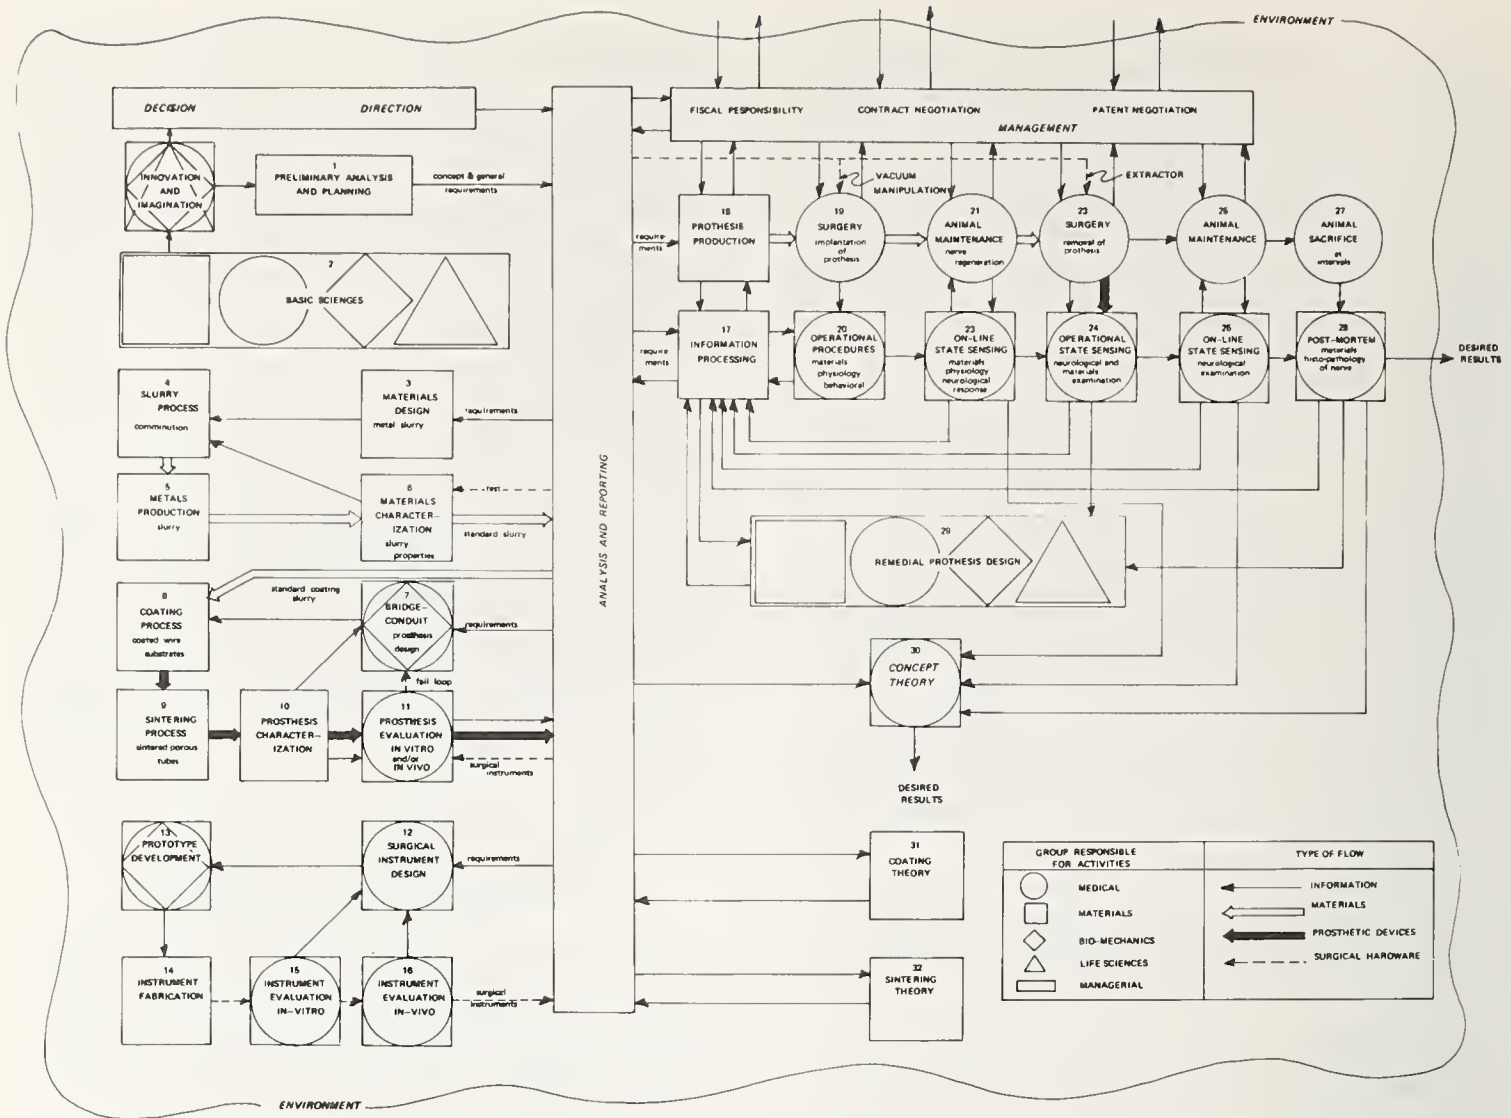 ENVIRONMENT
DECISION DIRECTION
INNOVATION
AND
IMAGINATION
1
PRELIMINARY ANALYSIS
AND PLANNING
concept & general
requirements
2
BASIC SCIENCES
4
SLURRY
PROCESS
comminution
3
MATERIALS
DESIGN
metal slurry
requirements
5
METALS
PRODUCTION
slurry
6
MATERIALS
CHARACTER-
IZATION
slurry
properties
test
standard slurry
8
COATING
PROCESS
coated wire
substrates
standard coating
slurry
7
BRIDGE-
CONDUIT
prosthesis
design
requirements
fail loop
9
SINTERING
PROCESS
sintered porous
tubes
10
PROSTHESIS
CHARACTER-
IZATION
11
PROSTHESIS
EVALUATION
IN VITRO
and/or
IN VIVO
surgical
instruments
13
PROTOTYPE
DEVELOPMENT
12
SURGICAL
INSTRUMENT
DESIGN
requirements
14
INSTRUMENT
FABRICATION
15
INSTRUMENT
EVALUATION
IN-VITRO
16
INSTRUMENT
EVALUATION
IN-VIVO
surgical
instruments
ANALYSIS AND REPORTING
FISCAL RESPONSIBILITY CONTRACT NEGOTIATION PATENT NEGOTIATION
MANAGEMENT
VACUUM
MANIPULATION
EXTRACTOR
require-
ments
18
PROTHESIS
PRODUCTION
19
SURGERY
implantation
of
prothesis
21
ANIMAL
MAINTENANCE
nerve
regeneration
23
SURGERY
removal of
prothesis
25
ANIMAL
MAINTENANCE
27
ANIMAL
SACRIFICE
at
intervals
require-
ments
17
INFORMATION
PROCESSING
20
OPERATIONAL
PROCEDURES
materials
physiology
behavioral
23
ON-LINE
STATE SENSING
materials
physiology
neurological
response
24
OPERATIONAL
STATE SENSING
neurological and
materials
examination
26
ON-LINE
STATE SENSING
neurological
examination
28
POST-MORTEM
materials
histo-pathology
of nerve
DESIRED
RESULTS
29
REMEDIAL PROTHESIS DESIGN
30
CONCEPT
THEORY
DESIRED
RESULTS
31
COATING
THEORY
32
SINTERING
THEORY
GROUP RESPONSIBLE
FOR ACTIVITIES
TYPE OF FLOW
MEDICAL
MATERIALS
BIO-MECHANICS
LIFE SCIENCES
MANAGERIAL
INFORMATION
MATERIALS
PROSTHETIC DEVICES
SURGICAL HARDWARE
ENVIRONMENT